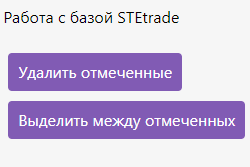 Работа с базой STEtrade
Удалить отмеченные
Выделить между отмеченных